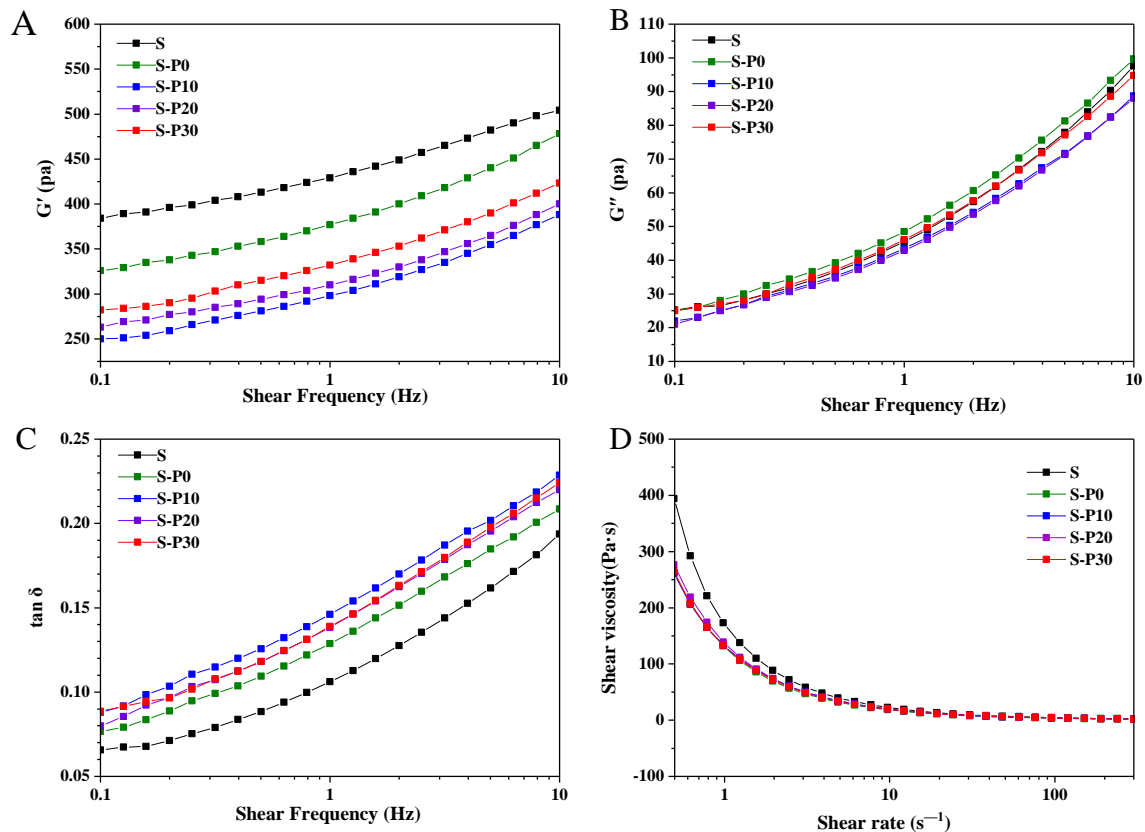 A
600
550
500
450
400
350
300
250
G′ (pa)
S
S-P0
S-P10
S-P20
S-P30
0.1
1
10
Shear Frequency (Hz)
B
110
100
90
80
70
60
50
40
30
20
10
G″ (pa)
S
S-P0
S-P10
S-P20
S-P30
0.1
1
10
Shear Frequency (Hz)
C
0.25
0.20
0.15
0.10
0.05
tan δ
S
S-P0
S-P10
S-P20
S-P30
0.1
1
10
Shear Frequency (Hz)
D
500
400
300
200
100
0
-100
Shear viscosity(Pa·s)
S
S-P0
S-P10
S-P20
S-P30
1
10
100
Shear rate (s⁻¹)